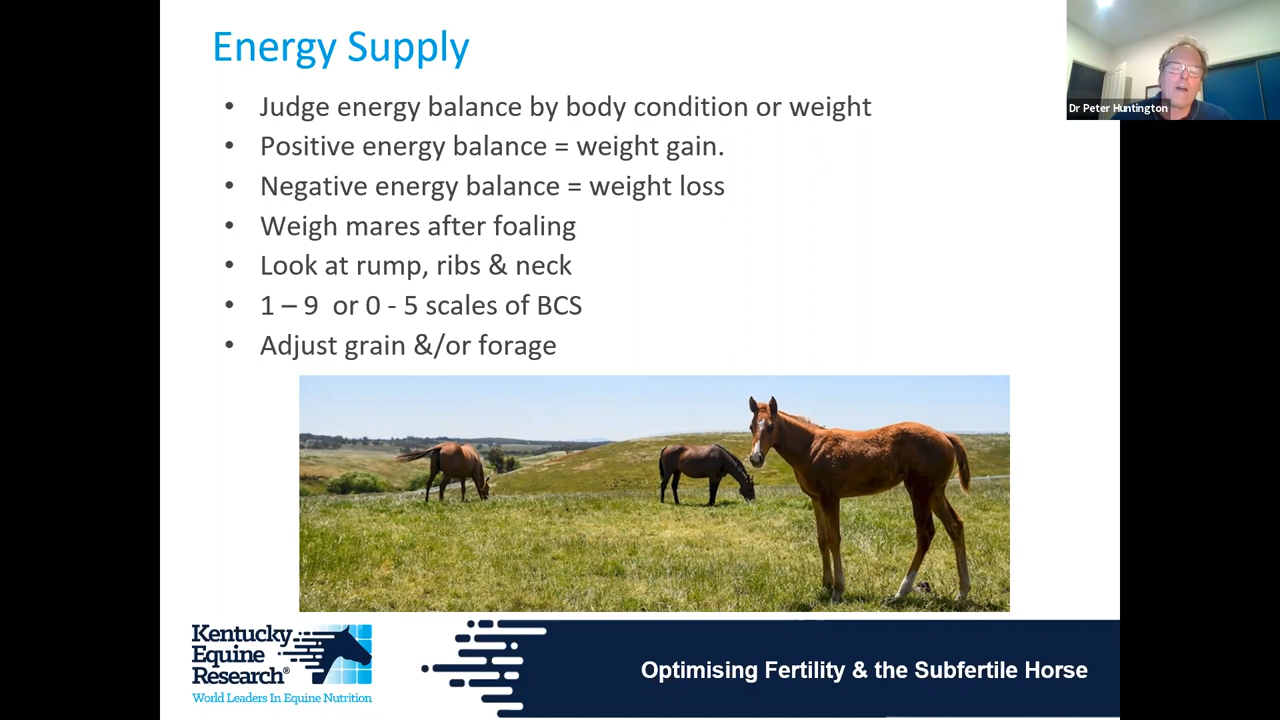 Energy Supply
Dr Peter Huntington
• Judge energy balance by body condition or weight
• Positive energy balance = weight gain.
• Negative energy balance = weight loss
• Weigh mares after foaling
• Look at rump, ribs & neck
• 1 – 9  or 0 - 5 scales of BCS
• Adjust grain &/or forage
Kentucky
Equine
Research®
World Leaders In Equine Nutrition
Optimising Fertility & the Subfertile Horse